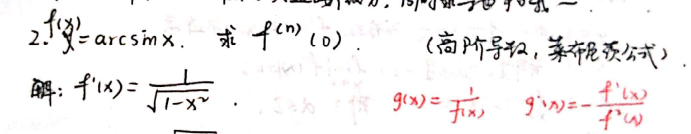 2. f(x)=arcsinx. 求 f⁽ⁿ⁾(0). (高阶导数, 莱布尼茨公式)
解: f'(x) = 1/√(1-x²). g(x) = 1/f(x) g'(x) = -f'(x)/f²(x)